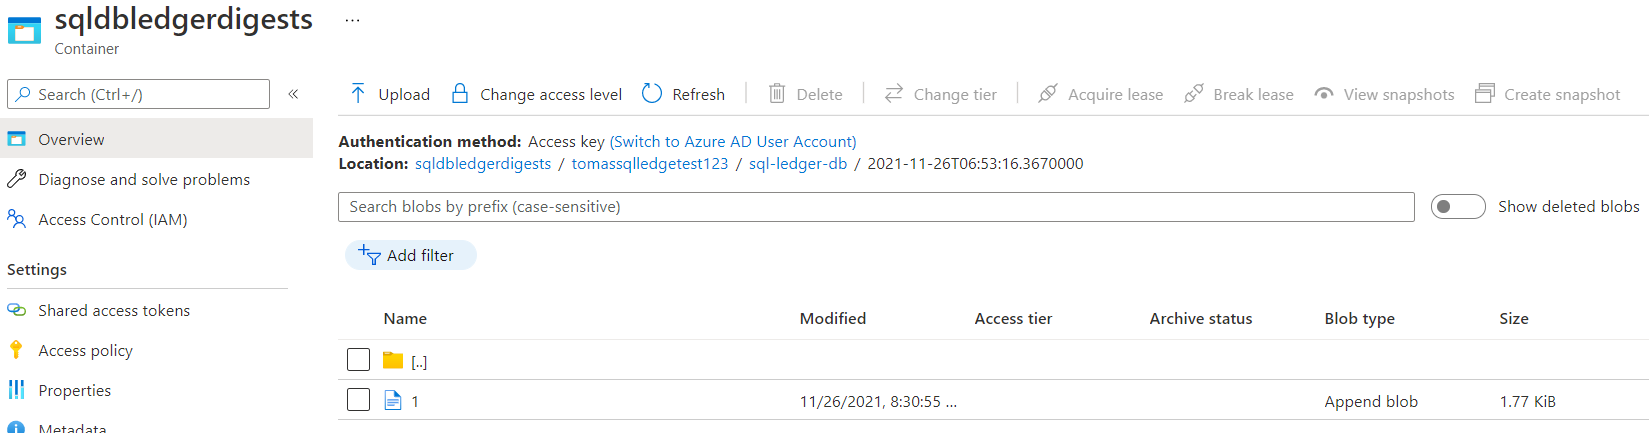 sqldbledgerdigests ...
Container
Search (Ctrl+/) «
Overview
Diagnose and solve problems
Access Control (IAM)
Settings
Shared access tokens
Access policy
Properties
Metadata
Upload Change access level Refresh Delete Change tier Acquire lease Break lease View snapshots Create snapshot
Authentication method: Access key (Switch to Azure AD User Account)
Location: sqldbledgerdigests / tomassqlledgetest123 / sql-ledger-db / 2021-11-26T06:53:16.3670000
Search blobs by prefix (case-sensitive) Show deleted blobs
Add filter
Name Modified Access tier Archive status Blob type Size
[..]
1 11/26/2021, 8:30:55 ... Append blob 1.77 KiB